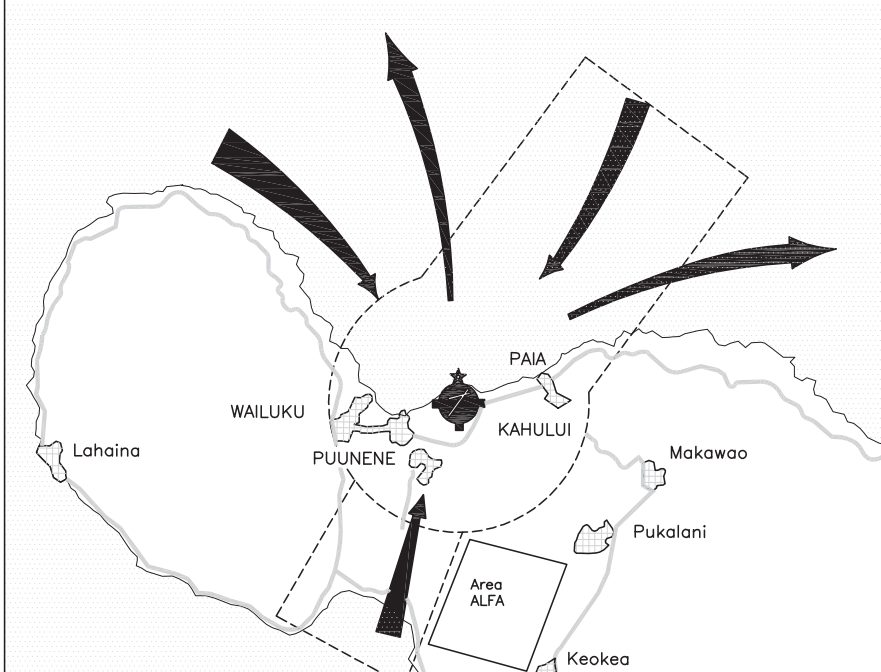 PAIA
WAILUKU
KAHULUI
Lahaina
PUUNENE
Makawao
Pukalani
Area
ALFA
Keokea